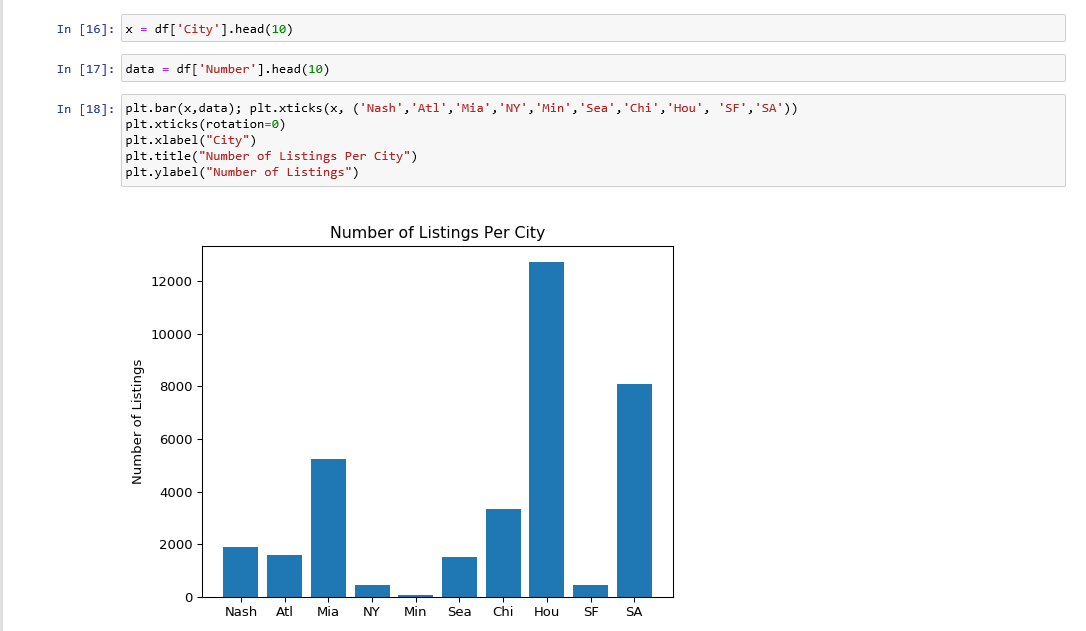 In [16]: x = df['City'].head(10)
In [17]: data = df['Number'].head(10)
In [18]: plt.bar(x,data); plt.xticks(x, ('Nash','Atl','Mia','NY','Min','Sea','Chi','Hou', 'SF','SA'))
plt.xticks(rotation=0)
plt.xlabel("City")
plt.title("Number of Listings Per City")
plt.ylabel("Number of Listings")
Number of Listings Per City
Number of Listings
12000
10000
8000
6000
4000
2000
0
Nash Atl Mia NY Min Sea Chi Hou SF SA